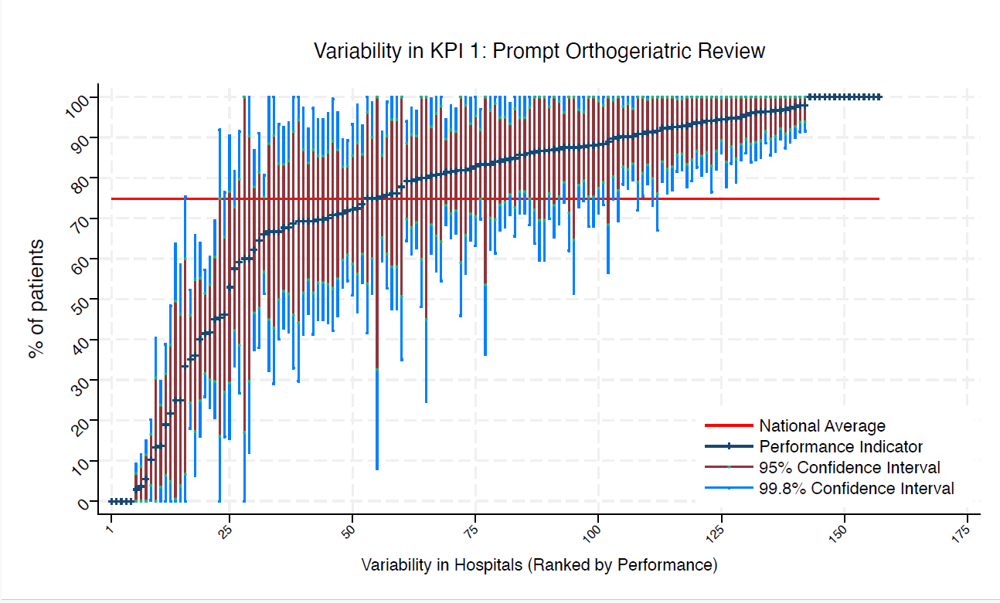 Variability in KPI 1: Prompt Orthogeriatric Review
% of patients
100
90
80
70
60
50
40
30
20
10
0
1
25
50
75
100
125
150
175
National Average
Performance Indicator
95% Confidence Interval
99.8% Confidence Interval
Variability in Hospitals (Ranked by Performance)